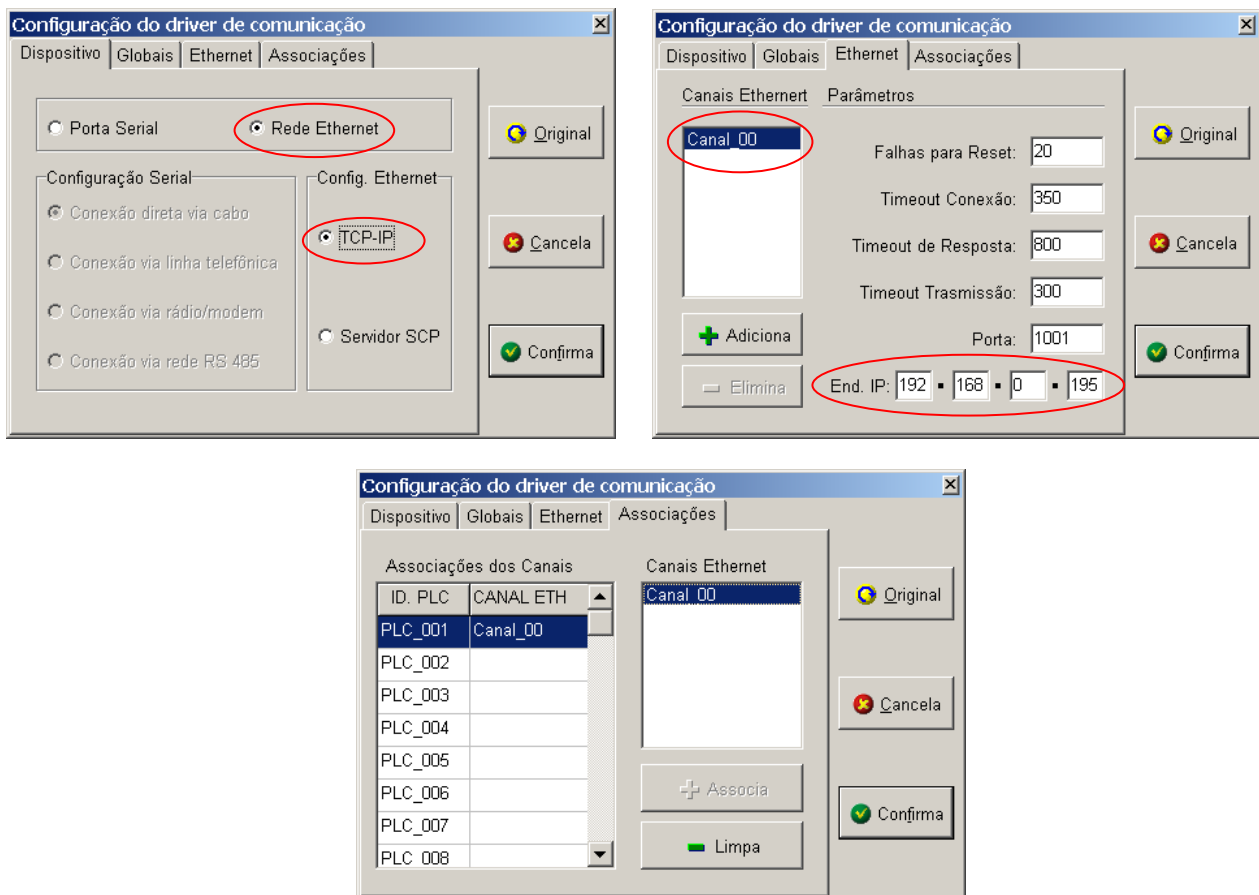 Configuração do driver de comunicação
Dispositivo Globais Ethernet Associações
Porta Serial Rede Ethernet
Configuração Serial
Conexão direta via cabo
Conexão via linha telefônica
Conexão via rádio/modem
Conexão via rede RS 485
Config. Ethernet
TCP-IP
Servidor SCP
Original
Cancela
Confirma
Configuração do driver de comunicação
Dispositivo Globais Ethernet Associações
Canais Ethernert
Canal_00
Adiciona
Elimina
Parâmetros
Falhas para Reset: 20
Timeout Conexão: 350
Timeout de Resposta: 800
Timeout Trasmissão: 300
Porta: 1001
End. IP: 192 168 0 195
Original
Cancela
Confirma
Configuração do driver de comunicação
Dispositivo Globais Ethernet Associações
Associações dos Canais
ID. PLC CANAL ETH
PLC_001 Canal_00
PLC_002
PLC_003
PLC_004
PLC_005
PLC_006
PLC_007
PLC_008
Canais Ethernet
Canal_00
Associa
Limpa
Original
Cancela
Confirma